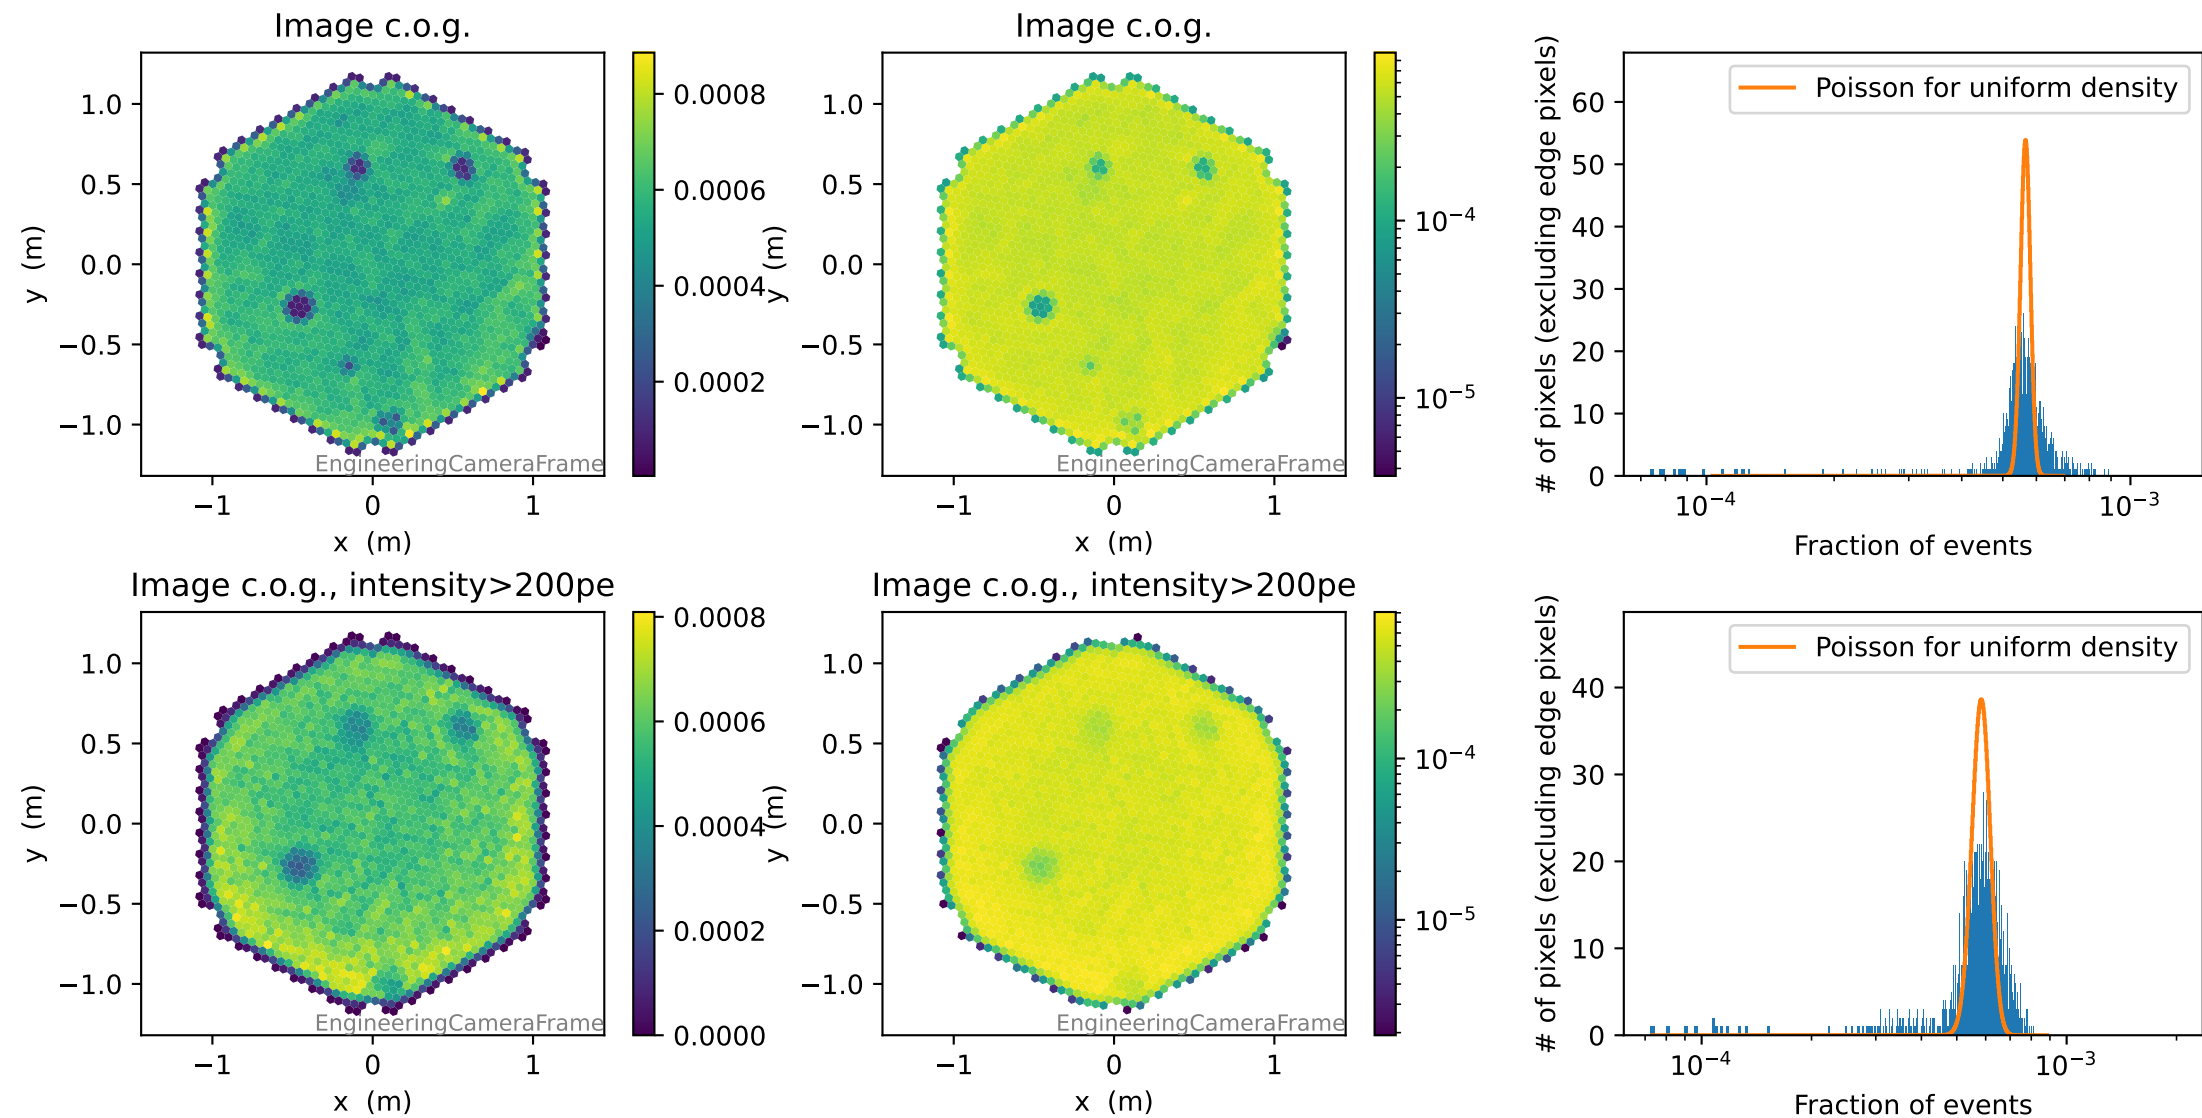 Image c.o.g.
1.0
0.5
0.0
−0.5
−1.0
y (m)
−1
0
1
x (m)
EngineeringCameraFrame
0.0008
0.0006
0.0004
0.0002
Image c.o.g.
1.0
0.5
0.0
−0.5
−1.0
y (m)
−1
0
1
x (m)
EngineeringCameraFrame
10⁻⁴
10⁻⁵
# of pixels (excluding edge pixels)
60
50
40
30
20
10
0
Poisson for uniform density
10⁻⁴
10⁻³
Fraction of events
Image c.o.g., intensity>200pe
1.0
0.5
0.0
−0.5
−1.0
y (m)
−1
0
1
x (m)
EngineeringCameraFrame
0.0008
0.0006
0.0004
0.0002
0.0000
Image c.o.g., intensity>200pe
1.0
0.5
0.0
−0.5
−1.0
y (m)
−1
0
1
x (m)
EngineeringCameraFrame
10⁻⁴
10⁻⁵
# of pixels (excluding edge pixels)
40
30
20
10
0
Poisson for uniform density
10⁻⁴
10⁻³
Fraction of events